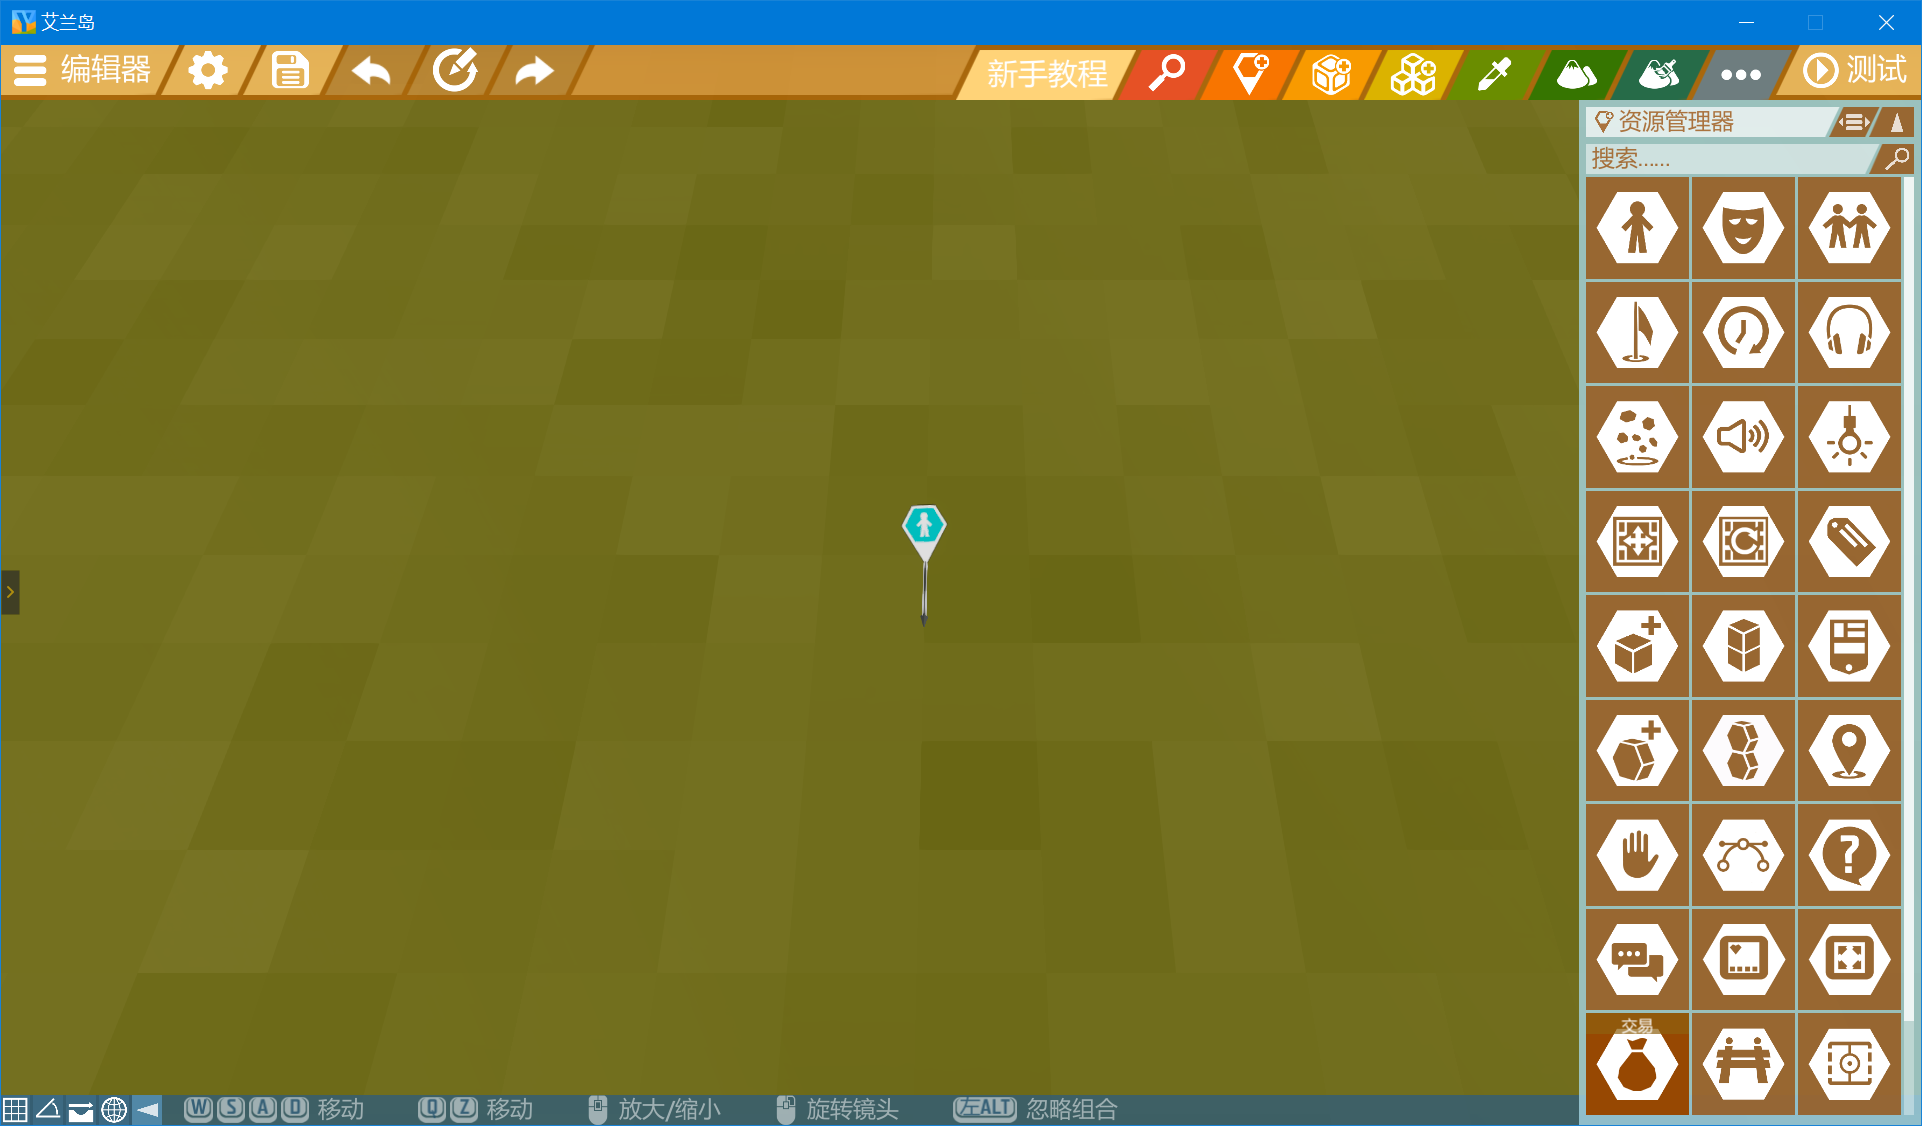 艾兰岛
编辑器
新手教程
测试
资源管理器
搜索......
交易
W S A D 移动
Q Z 移动
放大/缩小
旋转镜头
左ALT 忽略组合